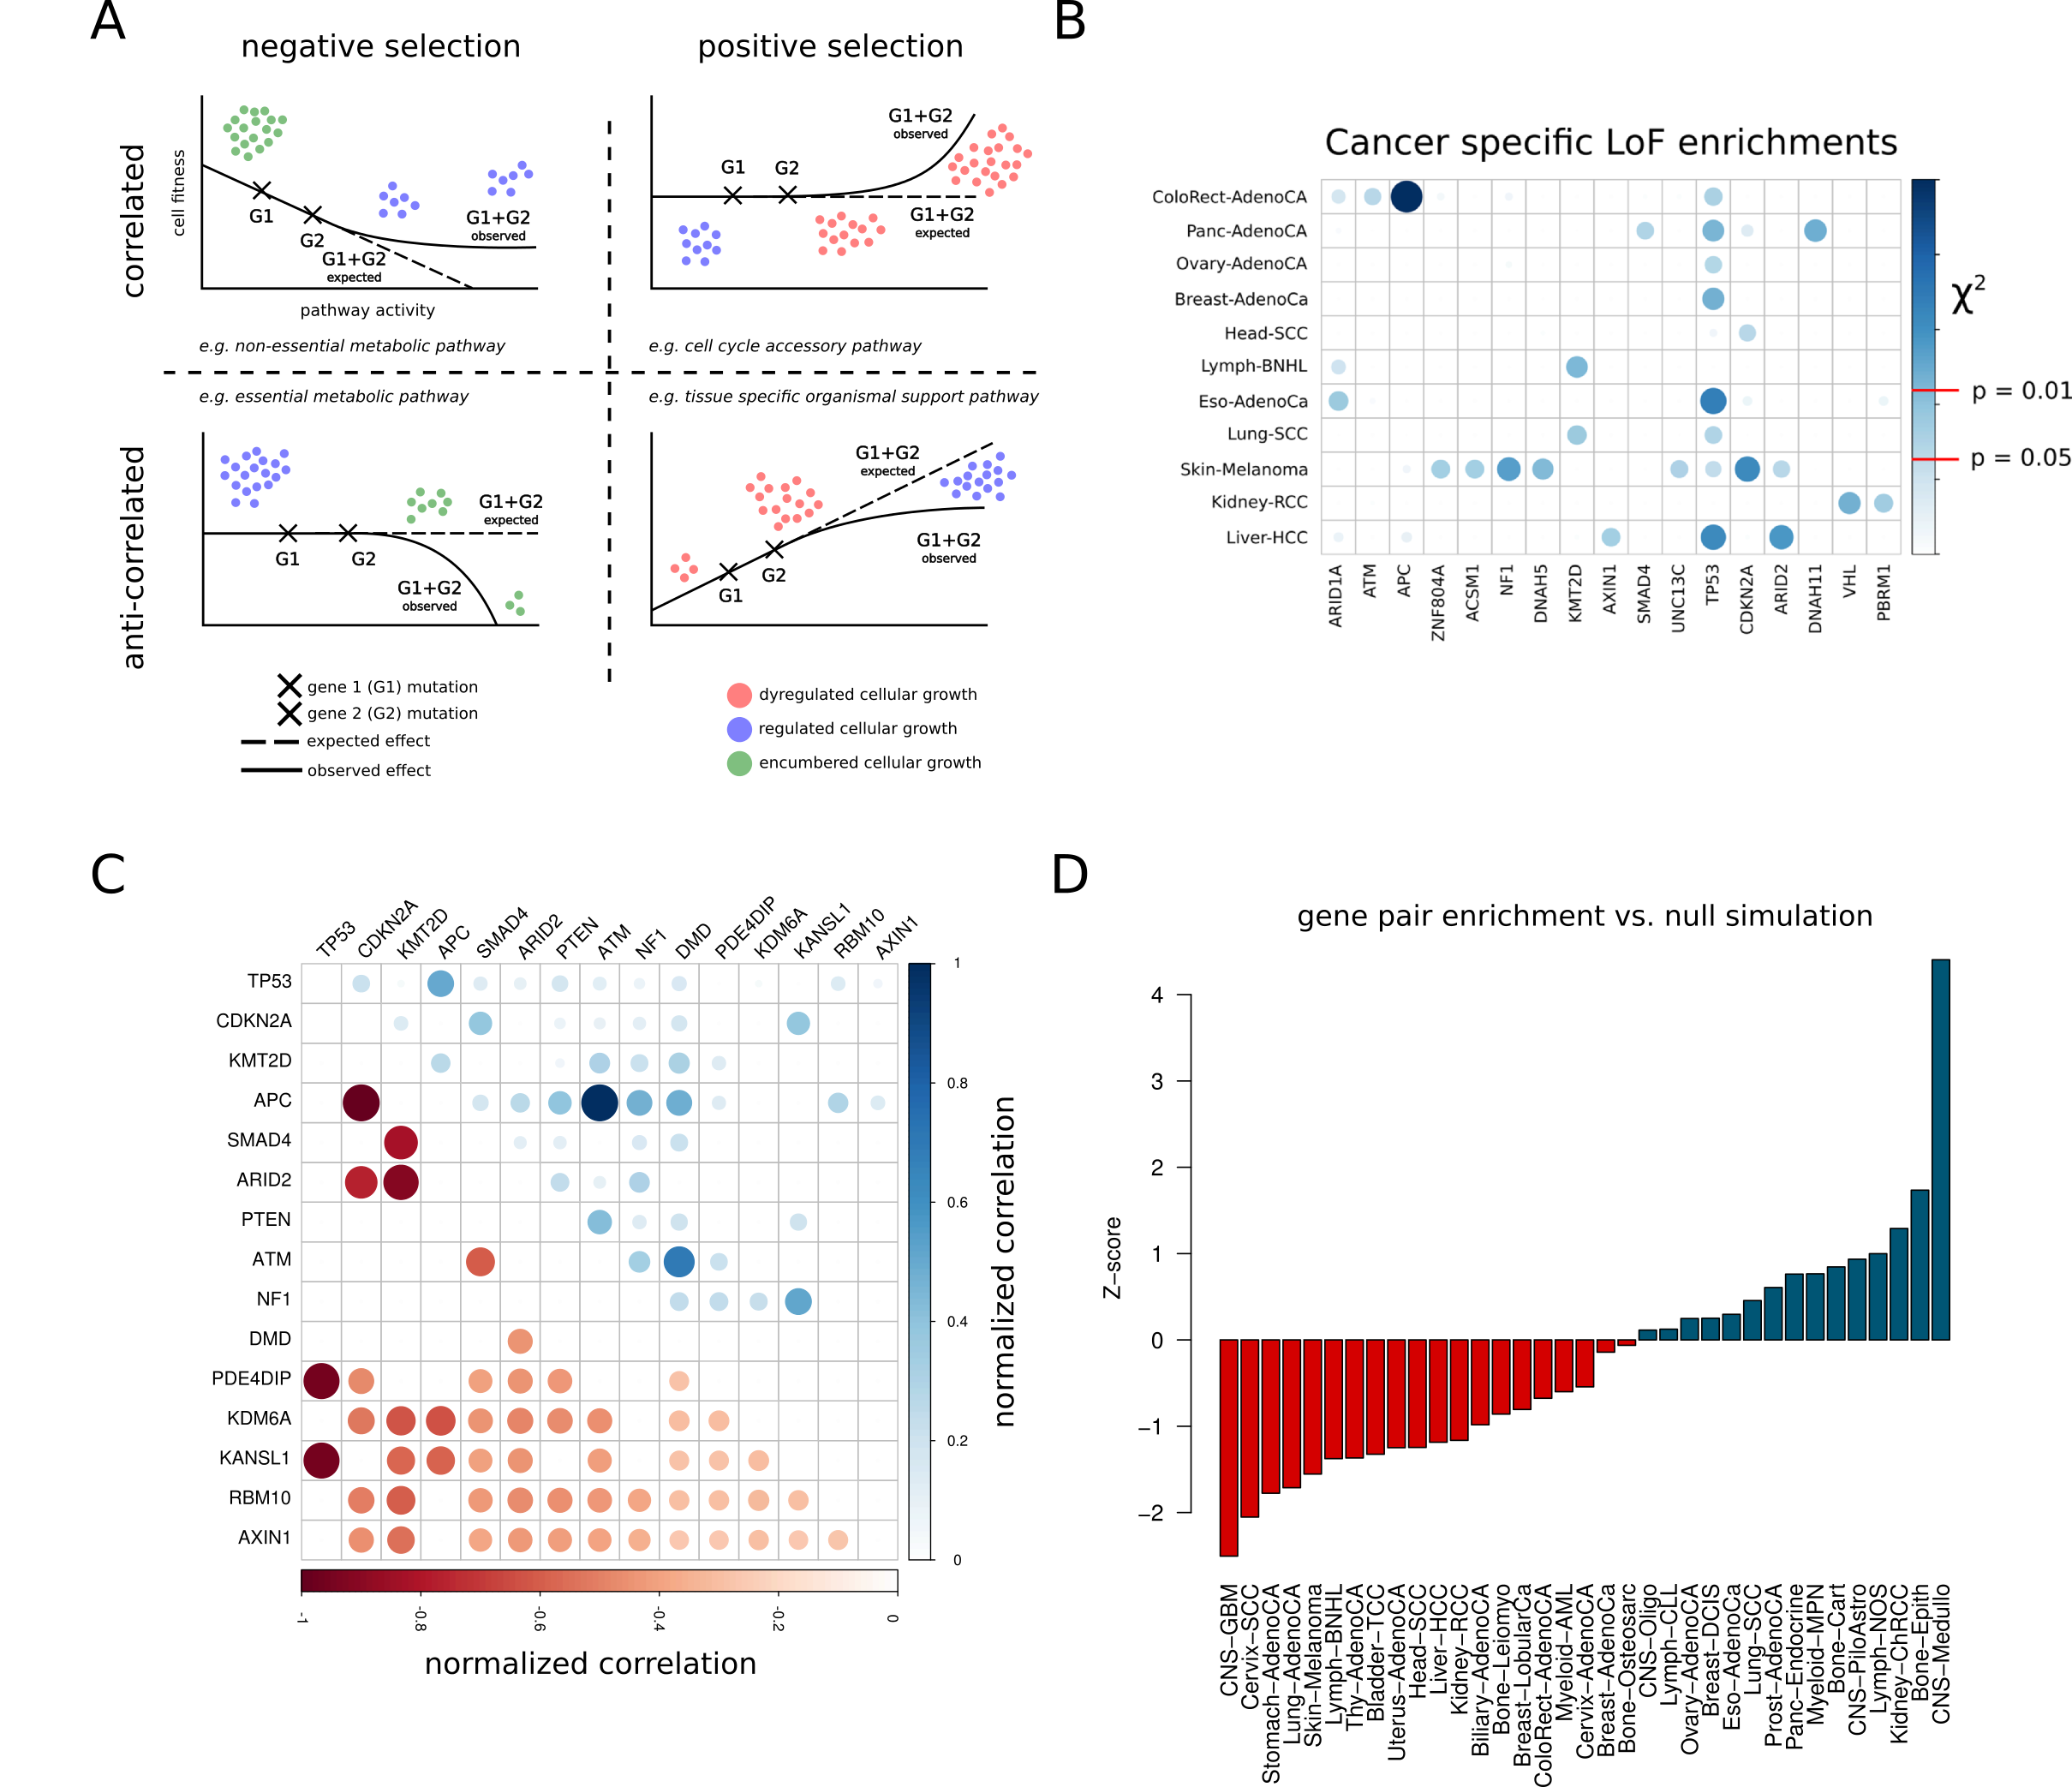 A
negative selection
positive selection
correlated
cell fitness
G1
G2
G1+G2
expected
G1+G2
observed
pathway activity
e.g. non-essential metabolic pathway
G1
G2
G1+G2
observed
G1+G2
expected
e.g. cell cycle accessory pathway
anti-correlated
e.g. essential metabolic pathway
G1
G2
G1+G2
expected
G1+G2
observed
e.g. tissue specific organismal support pathway
G1
G2
G1+G2
expected
G1+G2
observed
gene 1 (G1) mutation
gene 2 (G2) mutation
expected effect
observed effect
dyregulated cellular growth
regulated cellular growth
encumbered cellular growth
B
Cancer specific LoF enrichments
ColoRect-AdenoCA
Panc-AdenoCA
Ovary-AdenoCA
Breast-AdenoCa
Head-SCC
Lymph-BNHL
Eso-AdenoCa
Lung-SCC
Skin-Melanoma
Kidney-RCC
Liver-HCC
ARID1A
ATM
APC
ZNF804A
ACSM1
NF1
DNAH5
KMT2D
AXIN1
SMAD4
UNC13C
TP53
CDKN2A
ARID2
DNAH11
VHL
PBRM1
χ2
p = 0.01
p = 0.05
C
TP53
CDKN2A
KMT2D
APC
SMAD4
ARID2
PTEN
ATM
NF1
DMD
PDE4DIP
KDM6A
KANSL1
RBM10
AXIN1
TP53
CDKN2A
KMT2D
APC
SMAD4
ARID2
PTEN
ATM
NF1
DMD
PDE4DIP
KDM6A
KANSL1
RBM10
AXIN1
1
0.8
0.6
0.4
0.2
0
normalized correlation
-1
-0.8
-0.6
-0.4
-0.2
0
normalized correlation
D
gene pair enrichment vs. null simulation
Z−score
4
3
2
1
0
−1
−2
CNS−GBM
Cervix−SCC
Stomach−AdenoCA
Lung−AdenoCA
Skin−Melanoma
Lymph−BNHL
Thy−AdenoCA
Bladder−TCC
Uterus−AdenoCA
Head−SCC
Liver−HCC
Kidney−RCC
Biliary−AdenoCA
Bone−Leiomyo
Breast−LobularCa
ColoRect−AdenoCA
Myeloid−AML
Cervix−AdenoCA
Breast−AdenoCa
Bone−Osteosarc
CNS−Oligo
Lymph−CLL
Ovary−AdenoCA
Breast−DCIS
Eso−AdenoCa
Lung−SCC
Prost−AdenoCA
Panc−Endocrine
Myeloid−MPN
Bone−Cart
CNS−PiloAstro
Lymph−NOS
Kidney−ChRCC
Bone−Epith
CNS−Medullo